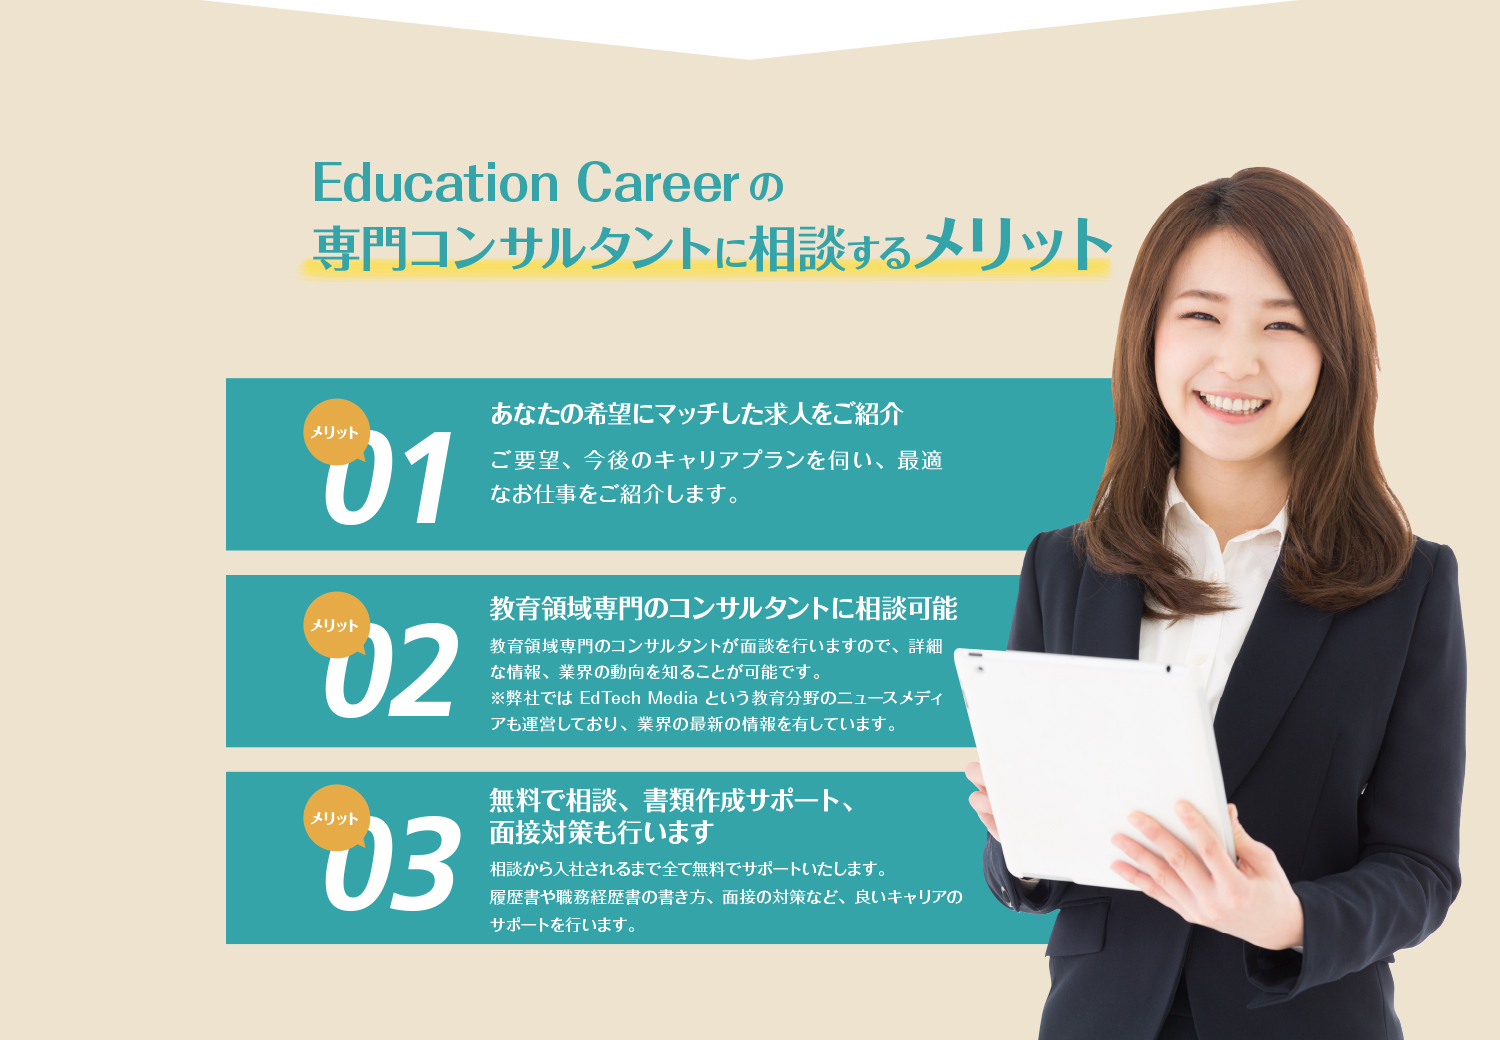 Education Careerの
専門コンサルタントに相談するメリット
メリット
01
あなたの希望にマッチした求人をご紹介
ご要望、今後のキャリアプランを伺い、最適
なお仕事をご紹介します。
メリット
02
教育領域専門のコンサルタントに相談可能
教育領域専門のコンサルタントが面談を行いますので、詳細
な情報、業界の動向を知ることが可能です。
※弊社では EdTech Media という教育分野のニュースメディ
アも運営しており、業界の最新の情報を有しています。
メリット
03
無料で相談、書類作成サポート、
面接対策も行います
相談から入社されるまで全て無料でサポートいたします。
履歴書や職務経歴書の書き方、面接の対策など、良いキャリアの
サポートを行います。